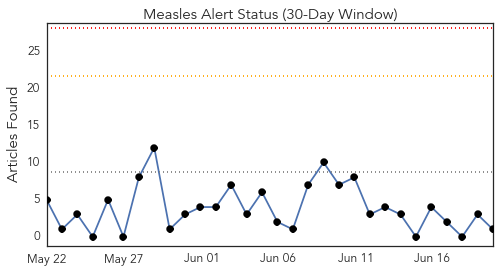 Measles Alert Status (30-Day Window)
Articles Found
25
20
15
10
5
0
May 22
May 27
Jun 01
Jun 06
Jun 11
Jun 16